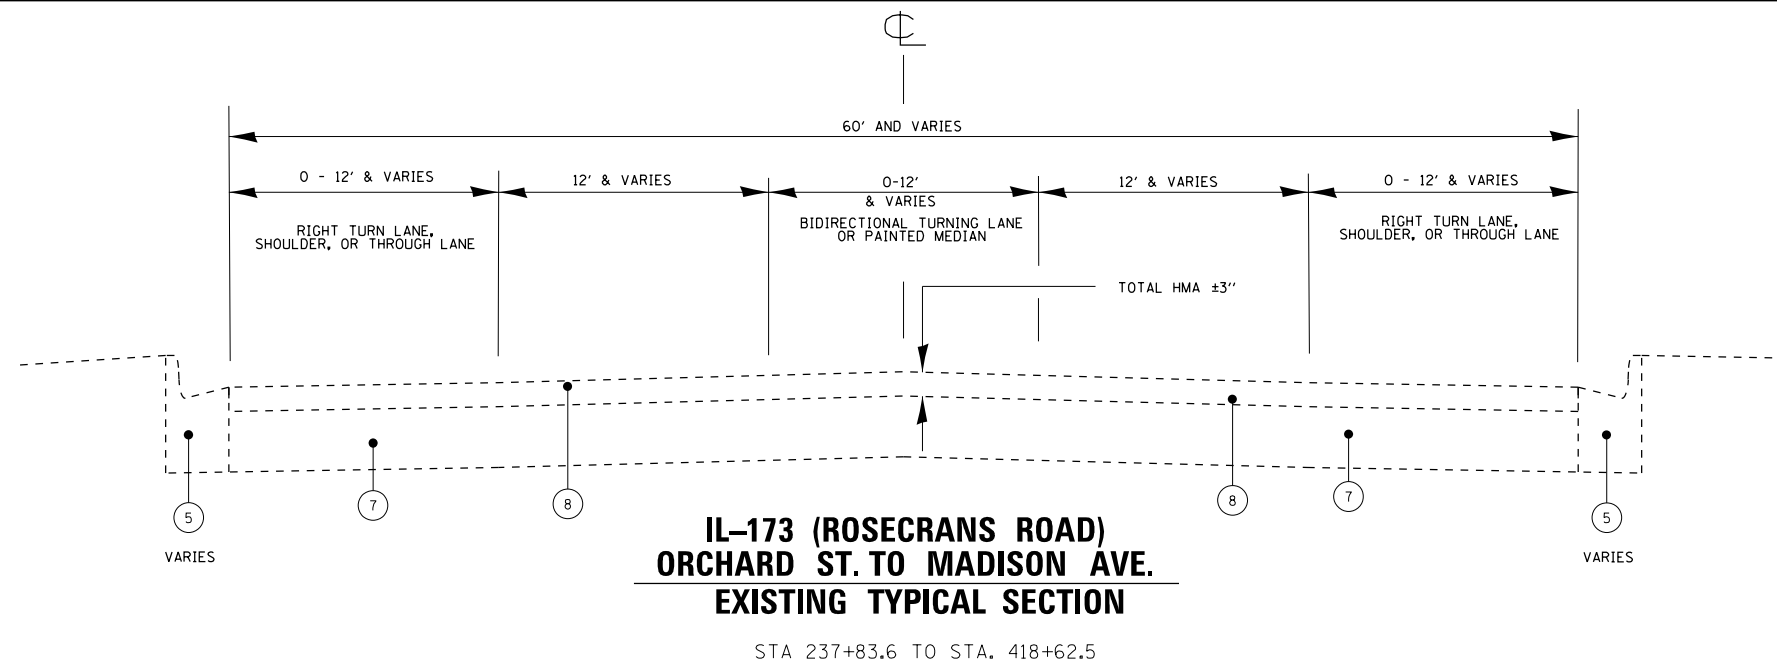 ℄
60' AND VARIES
0 - 12' & VARIES
12' & VARIES
0-12'
& VARIES
12' & VARIES
0 - 12' & VARIES
RIGHT TURN LANE,
SHOULDER, OR THROUGH LANE
BIDIRECTIONAL TURNING LANE
OR PAINTED MEDIAN
RIGHT TURN LANE,
SHOULDER, OR THROUGH LANE
TOTAL HMA ±3''
5
VARIES
7
8
8
7
5
VARIES
IL–173 (ROSECRANS ROAD)
ORCHARD ST. TO MADISON AVE.
EXISTING TYPICAL SECTION
STA 237+83.6 TO STA. 418+62.5